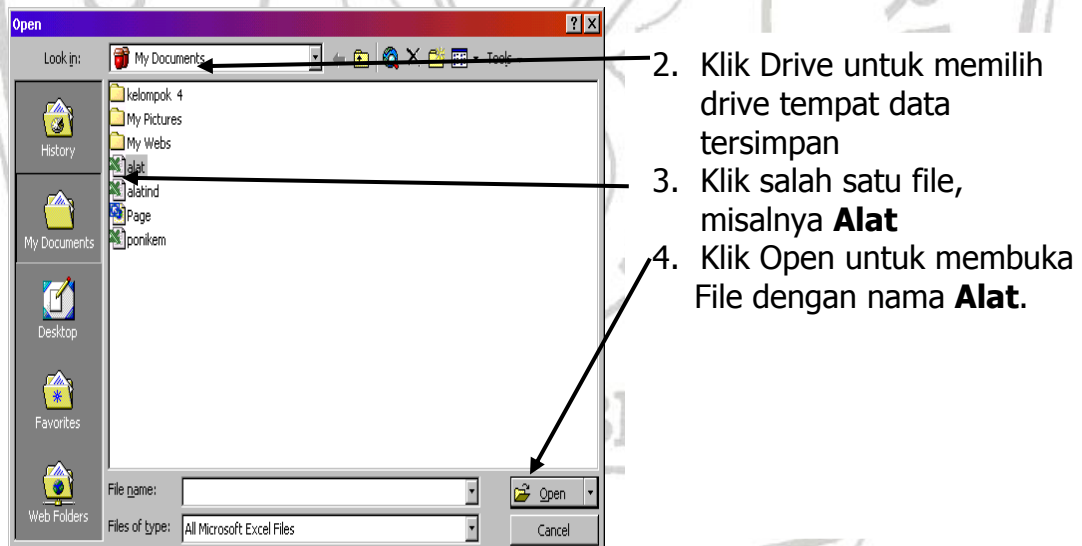 Open
Look in: My Documents Tools
History
My Documents
Desktop
Favorites
Web Folders
kelompok 4
My Pictures
My Webs
alat
alatind
Page
ponikem
File name:
Open
Files of type: All Microsoft Excel Files
Cancel
2. Klik Drive untuk memilih
drive tempat data
tersimpan
3. Klik salah satu file,
misalnya Alat
4. Klik Open untuk membuka
File dengan nama Alat.